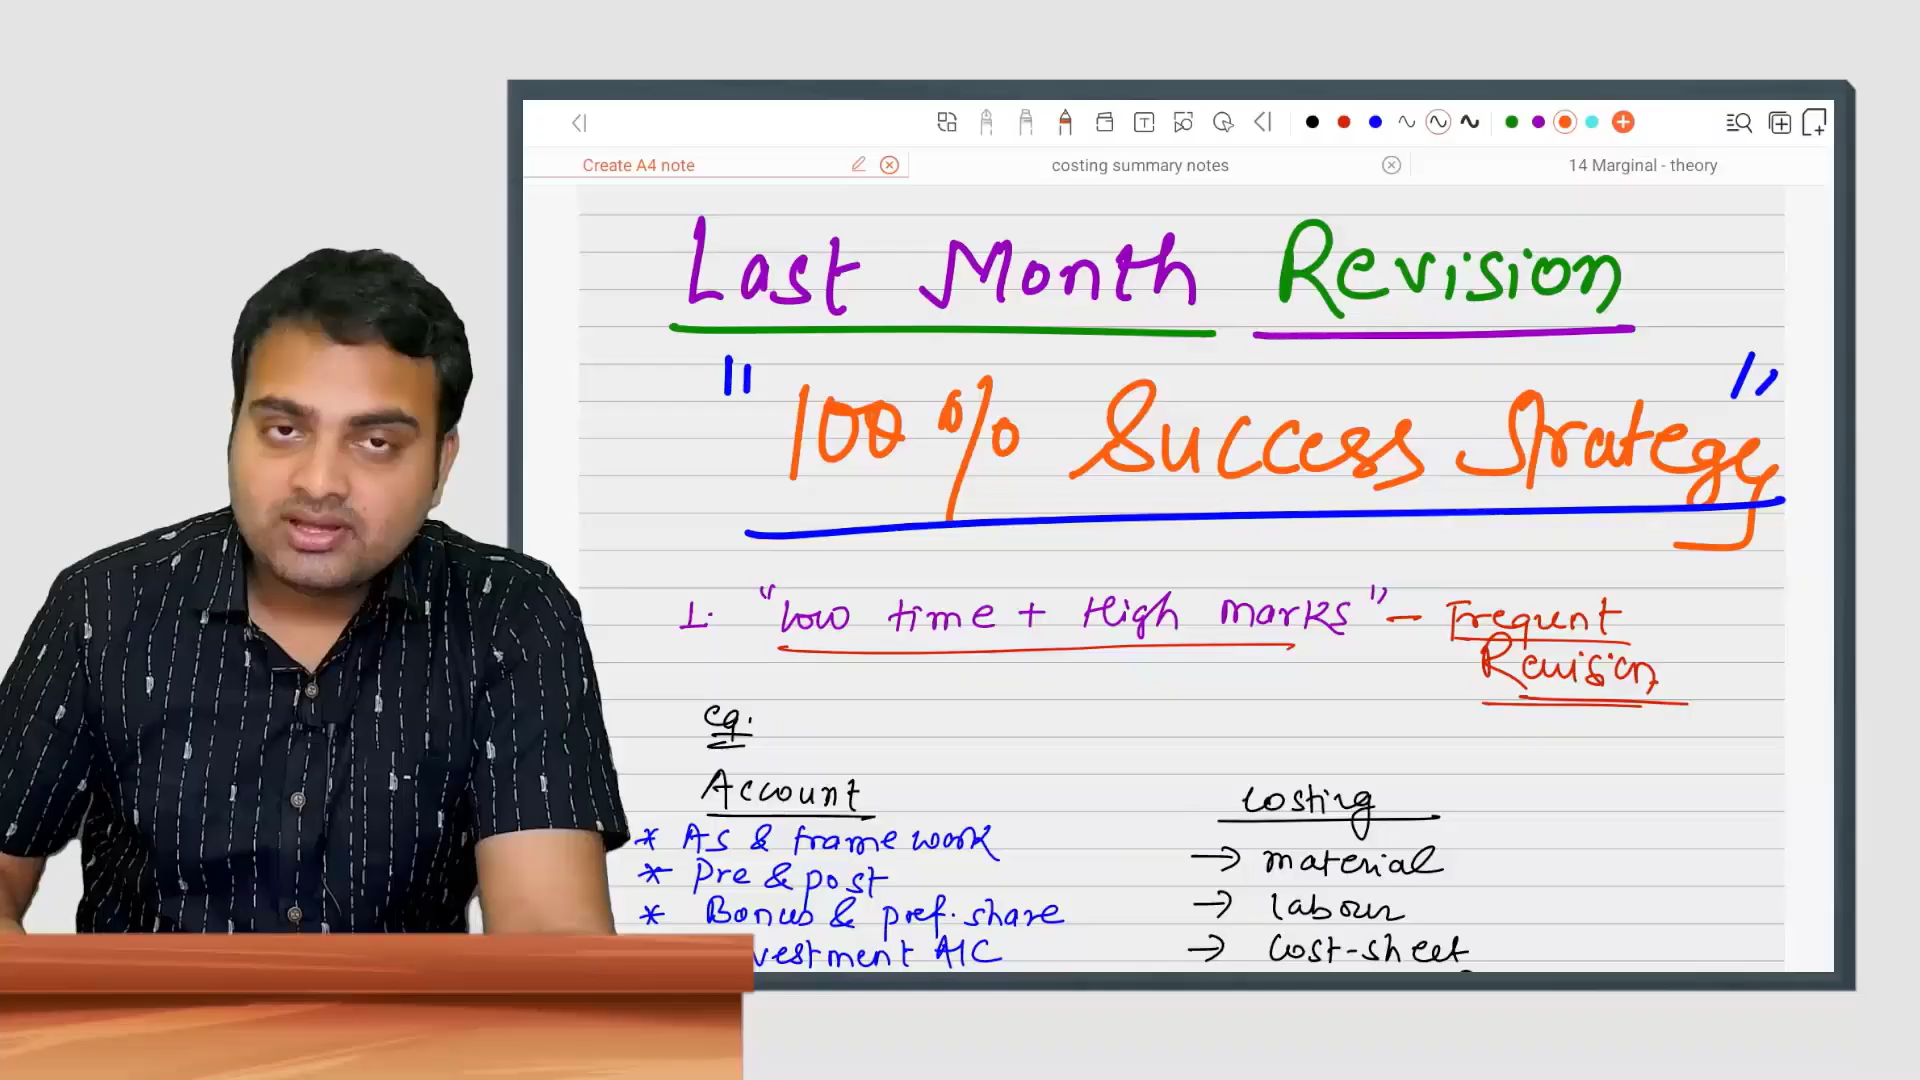 Create A4 note
costing summary notes
14 Marginal - theory
Last Month Revision
" 100% Success Strategy "
1. "Low time + High marks" - Frequent
Revision
eg.
Account
Costing
* AS & frame work
* Pre & post
* Bonus & pref. share
vestment A/C
→ material
→ labour
→ Cost-sheet